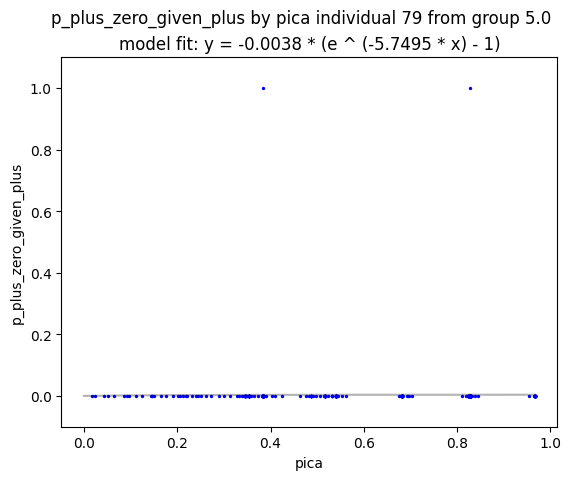 p_plus_zero_given_plus by pica individual 79 from group 5.0
model fit: y = -0.0038 * (e ^ (-5.7495 * x) - 1)
p_plus_zero_given_plus
1.0
0.8
0.6
0.4
0.2
0.0
0.0 0.2 0.4 0.6 0.8 1.0
pica